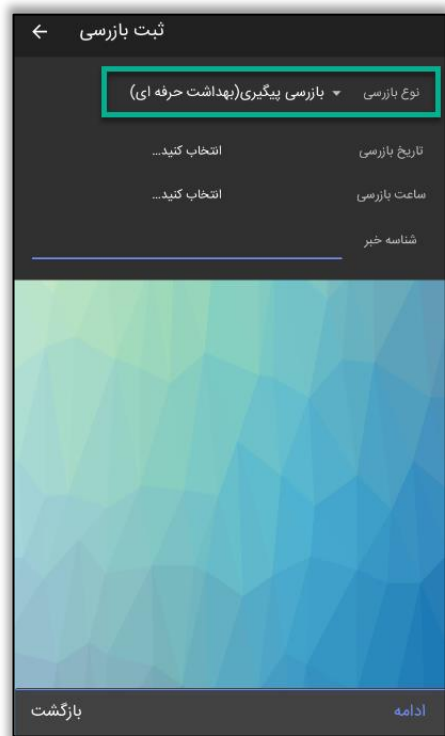 ثبت بازرسی
نوع بازرسی بازرسی پیگیری(بهداشت حرفه ای)
تاریخ بازرسی انتخاب کنید...
ساعت بازرسی انتخاب کنید...
شناسه خبر
ادامه بازگشت